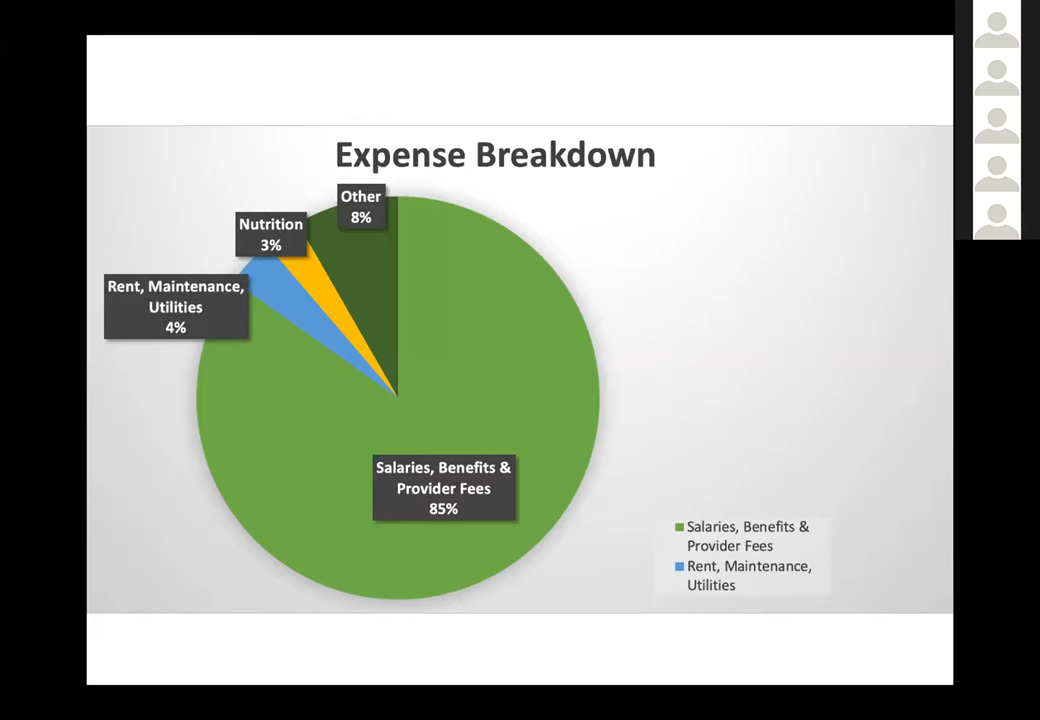 Expense Breakdown
Other
8%
Nutrition
3%
Rent, Maintenance,
Utilities
4%
Salaries, Benefits &
Provider Fees
85%
Salaries, Benefits &
Provider Fees
Rent, Maintenance,
Utilities